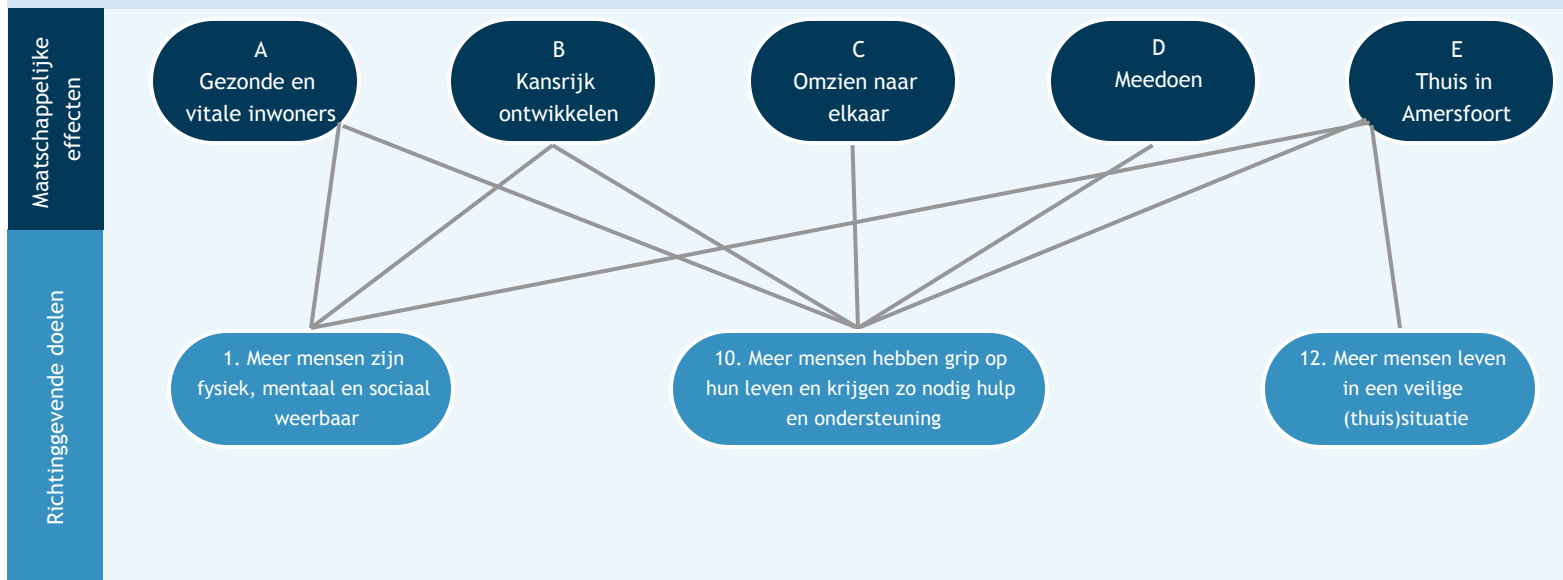 Maatschappelijke
effecten
A
Gezonde en
vitale inwoners
B
Kansrijk
ontwikkelen
C
Omzien naar
elkaar
D
Meedoen
E
Thuis in
Amersfoort
Richtinggevende doelen
1. Meer mensen zijn
fysiek, mentaal en sociaal
weerbaar
10. Meer mensen hebben grip op
hun leven en krijgen zo nodig hulp
en ondersteuning
12. Meer mensen leven
in een veilige
(thuis)situatie